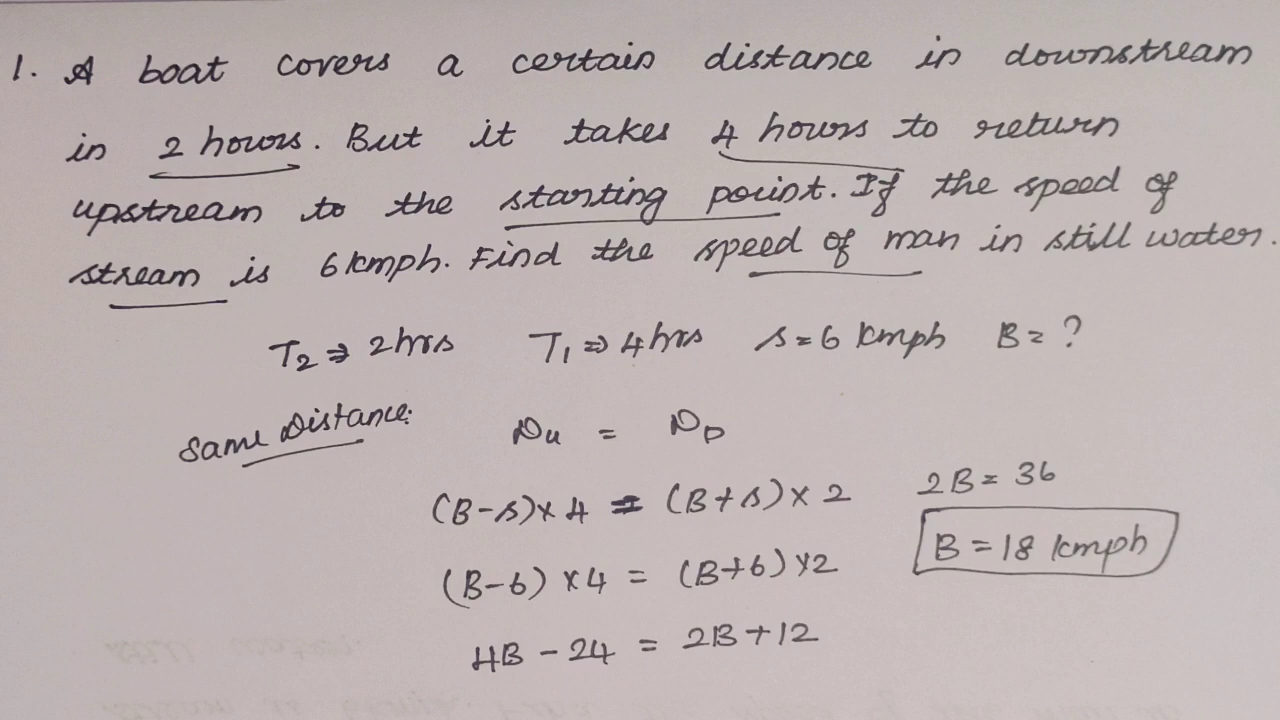 1. A boat covers a certain distance in downstream
in 2 hours. But it takes 4 hours to return
upstream to the starting point. If the speed of
stream is 6 kmph. Find the speed of man in still water.
T₂ ⇒ 2 hrs T₁ ⇒ 4 hrs s = 6 kmph B = ?
Same Distance:
Du = DD
(B-s)x 4 = (B+s)x 2
2B = 36
(B-6) x4 = (B+6) x2
B = 18 kmph
4B - 24 = 2B + 12